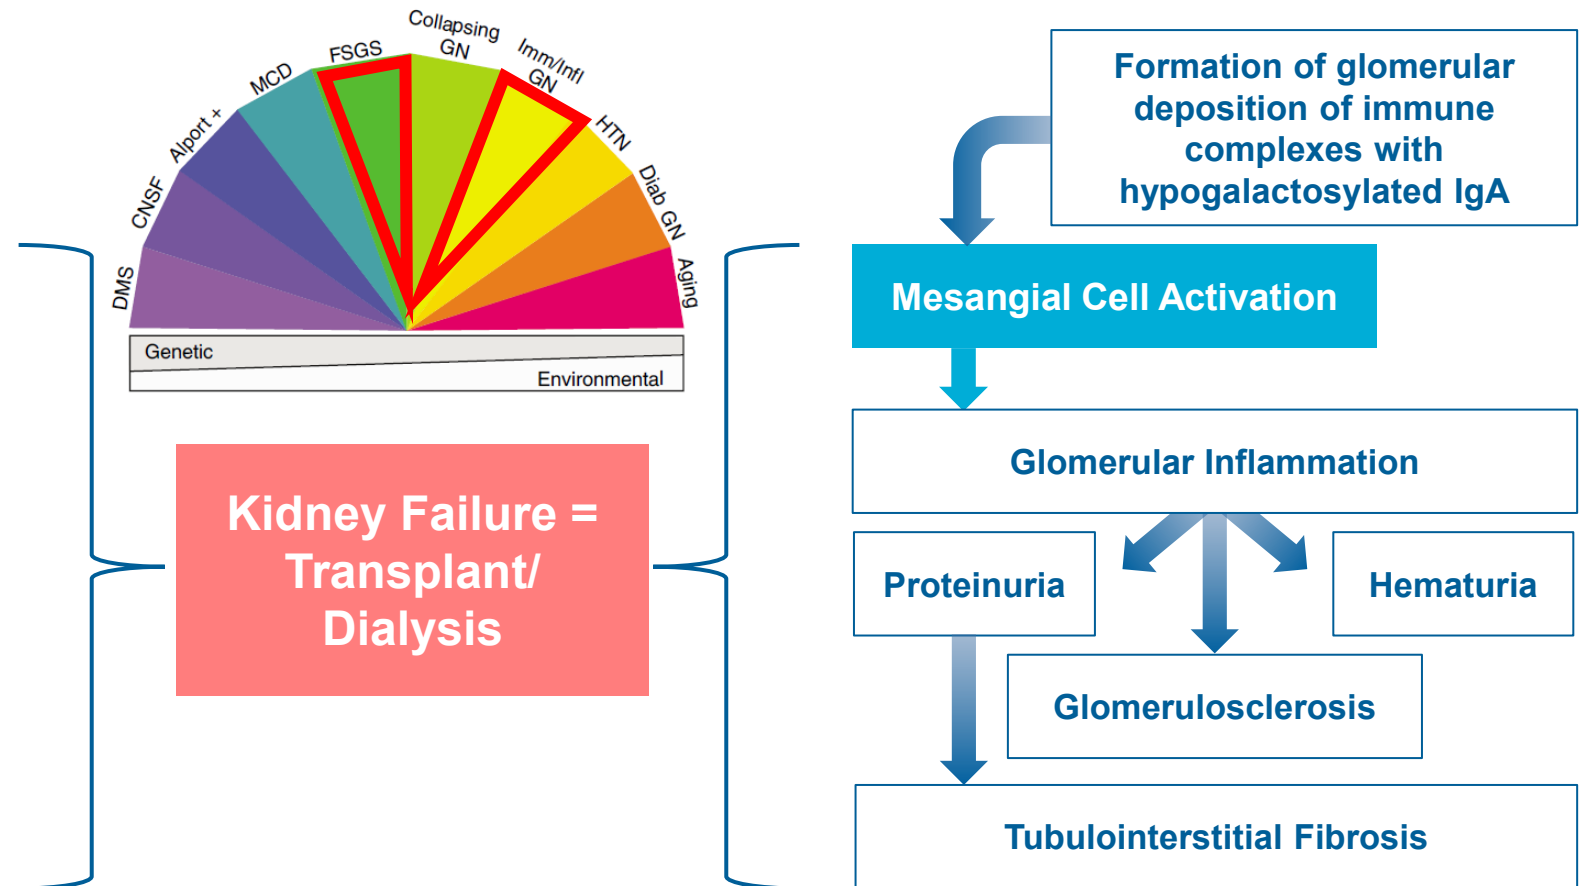 DMS
CNSF
Alport +
MCD
FSGS
Collapsing
GN
Imm/Infl
GN
HTN
Diab GN
Aging
Genetic
Environmental
Kidney Failure =
Transplant/
Dialysis
Formation of glomerular
deposition of immune
complexes with
hypogalactosylated IgA
Mesangial Cell Activation
Glomerular Inflammation
Proteinuria
Hematuria
Glomerulosclerosis
Tubulointerstitial Fibrosis